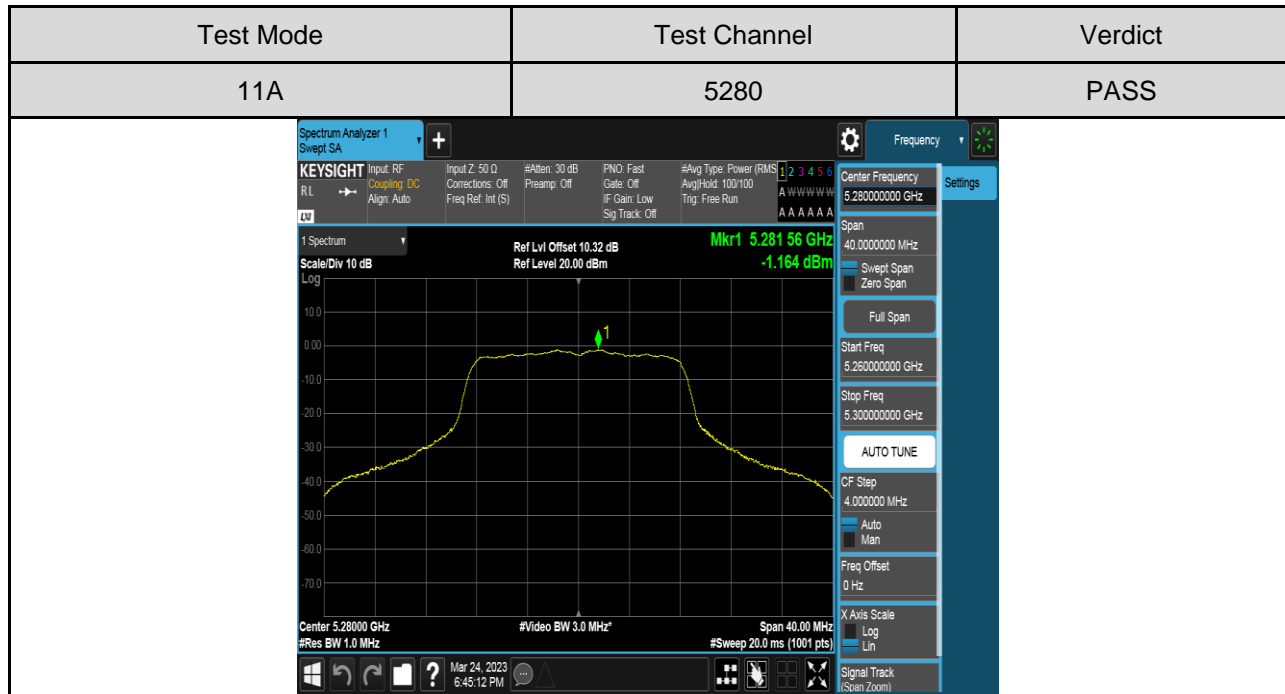 Test Mode Test Channel Verdict
11A 5280 PASS
Spectrum Analyzer 1
Swept SA
+
Frequency
KEYSIGHT Input: RF Input Z: 50 Ω #Atten: 30 dB PNO: Fast #Avg Type: Power (RMS 1 2 3 4 5 6
RL Coupling: DC Corrections: Off Preamp: Off Gate: Off Avg|Hold: 100/100 A W W W W W
Align: Auto Freq Ref: Int (S) IF Gain: Low Trig: Free Run
LXI Sig Track: Off A A A A A A
1 Spectrum Ref Lvl Offset 10.32 dB Mkr1 5.281 56 GHz
Scale/Div 10 dB Ref Level 20.00 dBm -1.164 dBm
Log
10.0
1
0.00
-10.0
-20.0
-30.0
-40.0
-50.0
-60.0
-70.0
Center 5.28000 GHz #Video BW 3.0 MHz* Span 40.00 MHz
#Res BW 1.0 MHz #Sweep 20.0 ms (1001 pts)
? Mar 24, 2023
6:45:12 PM
Center Frequency
5.280000000 GHz
Settings
Span
40.0000000 MHz
Swept Span
Zero Span
Full Span
Start Freq
5.260000000 GHz
Stop Freq
5.300000000 GHz
AUTO TUNE
CF Step
4.000000 MHz
Auto
Man
Freq Offset
0 Hz
X Axis Scale
Log
Lin
Signal Track
(Span Zoom)